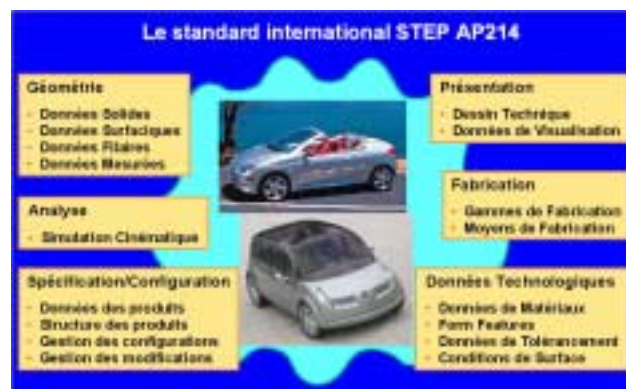 Le standard international STEP AP214
Géométrie
- Données Solides
- Données Surfaciques
- Données Filaires
- Données Mesurées
Analyse
- Simulation Cinématique
Spécification/Configuration
- Données des produits
- Structure des produits
- Gestion des configurations
- Gestion des modifications
Présentation
- Dessin Technique
- Données de Visualisation
Fabrication
- Gammes de Fabrication
- Moyens de Fabrication
Données Technologiques
- Données de Matériaux
- Form Features
- Données de Tolérancement
- Conditions de Surface